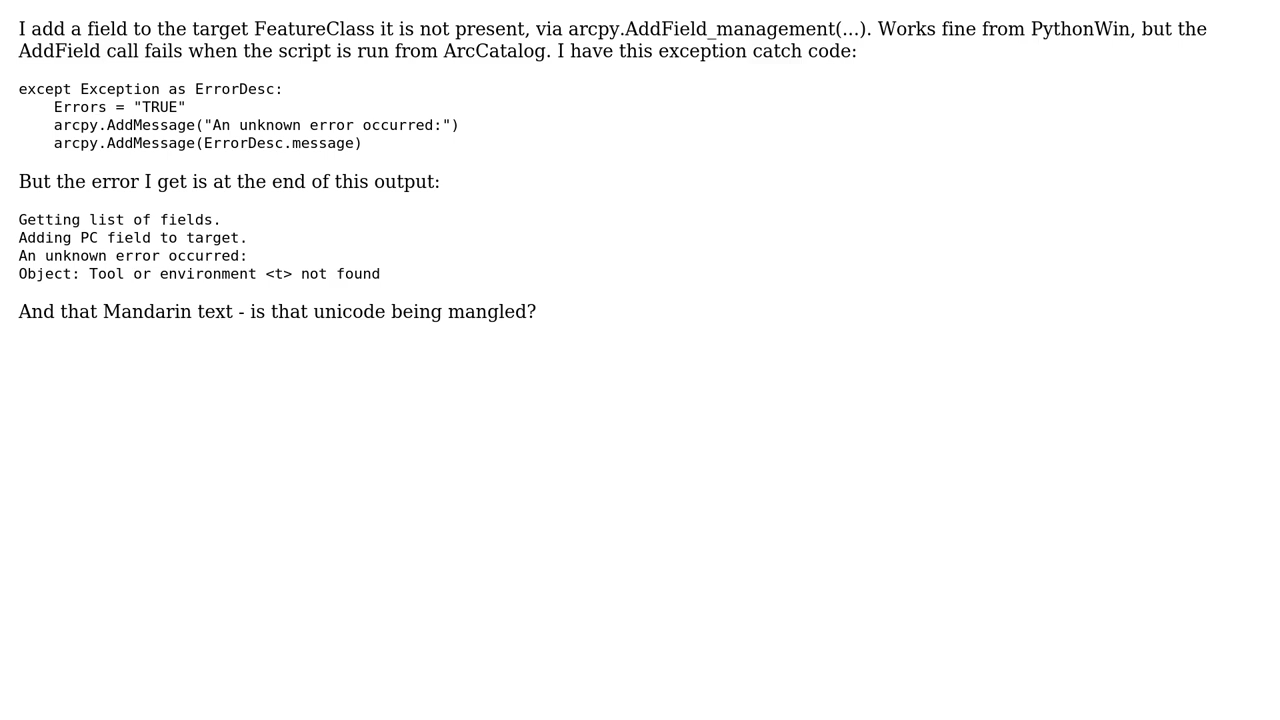 I add a field to the target FeatureClass it is not present, via arcpy.AddField_management(...). Works fine from PythonWin, but the
AddField call fails when the script is run from ArcCatalog. I have this exception catch code:
except Exception as ErrorDesc:
    Errors = "TRUE"
    arcpy.AddMessage("An unknown error occurred:")
    arcpy.AddMessage(ErrorDesc.message)
But the error I get is at the end of this output:
Getting list of fields.
Adding PC field to target.
An unknown error occurred:
Object: Tool or environment <t> not found
And that Mandarin text - is that unicode being mangled?